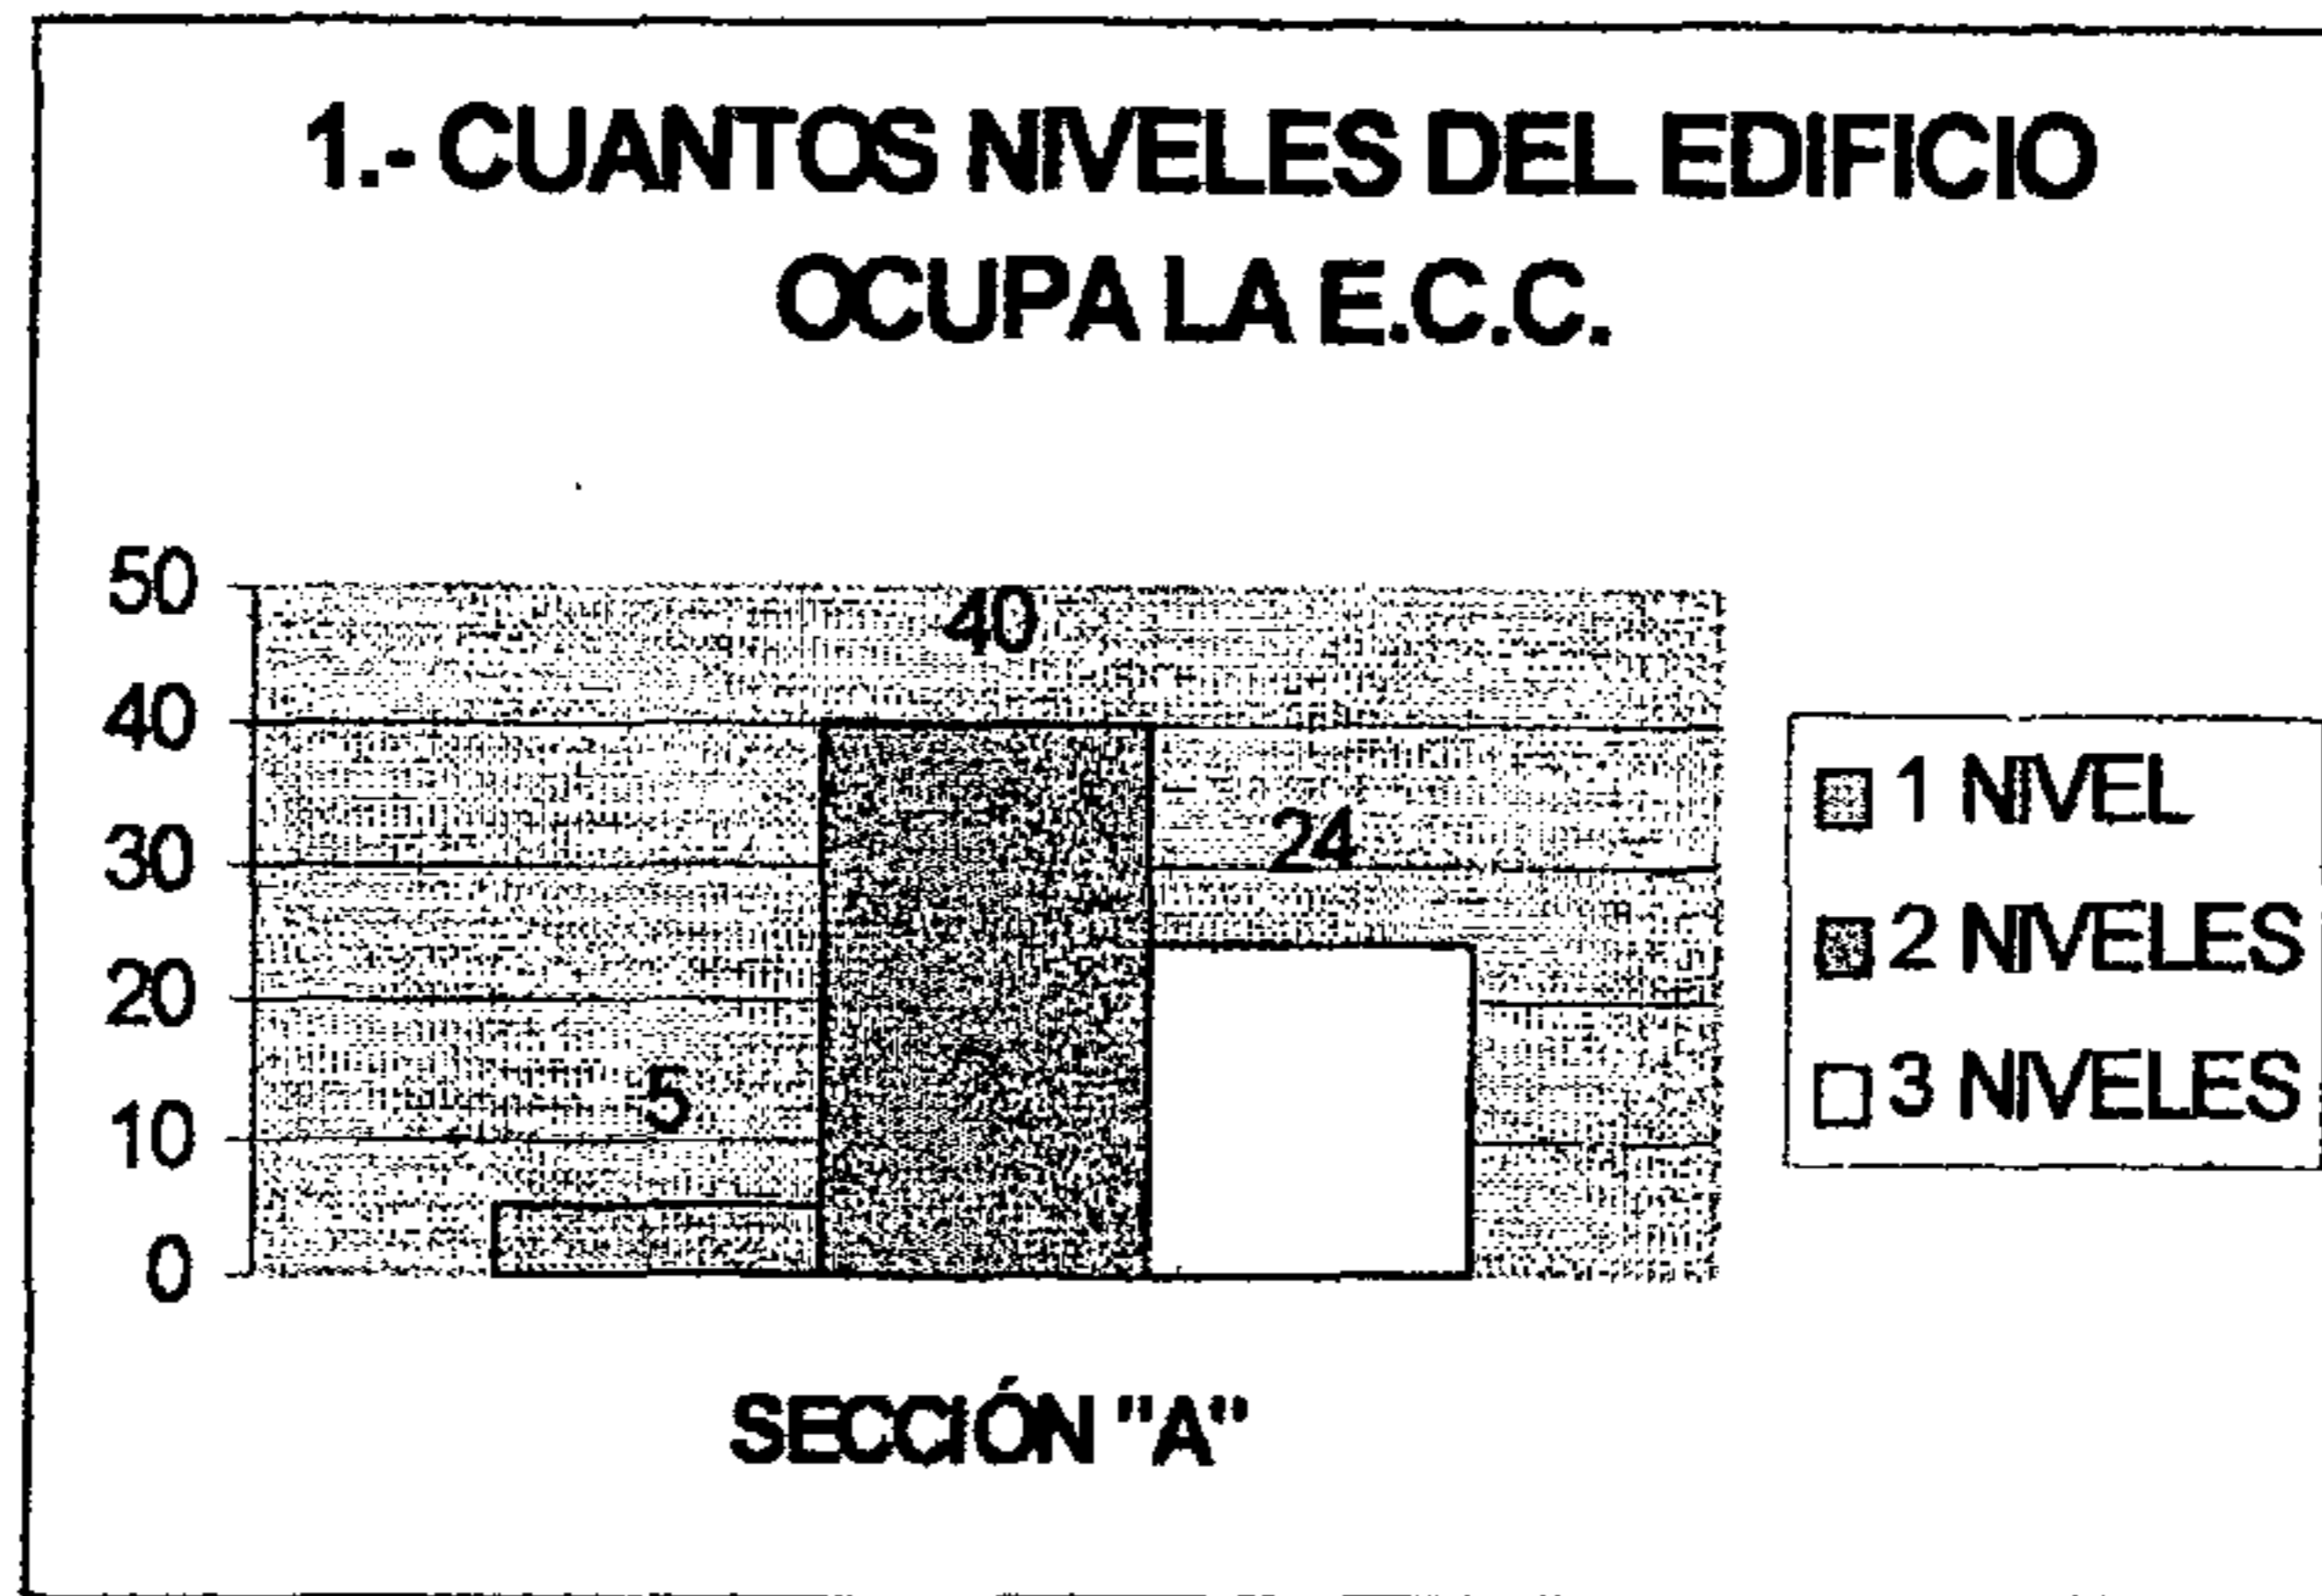 1.- CUANTOS NIVELES DEL EDIFICIO
OCUPA LA E.C.C.
50
40
30
20
10
0
5
40
24
1 NIVEL
2 NIVELES
3 NIVELES
SECCIÓN "A"